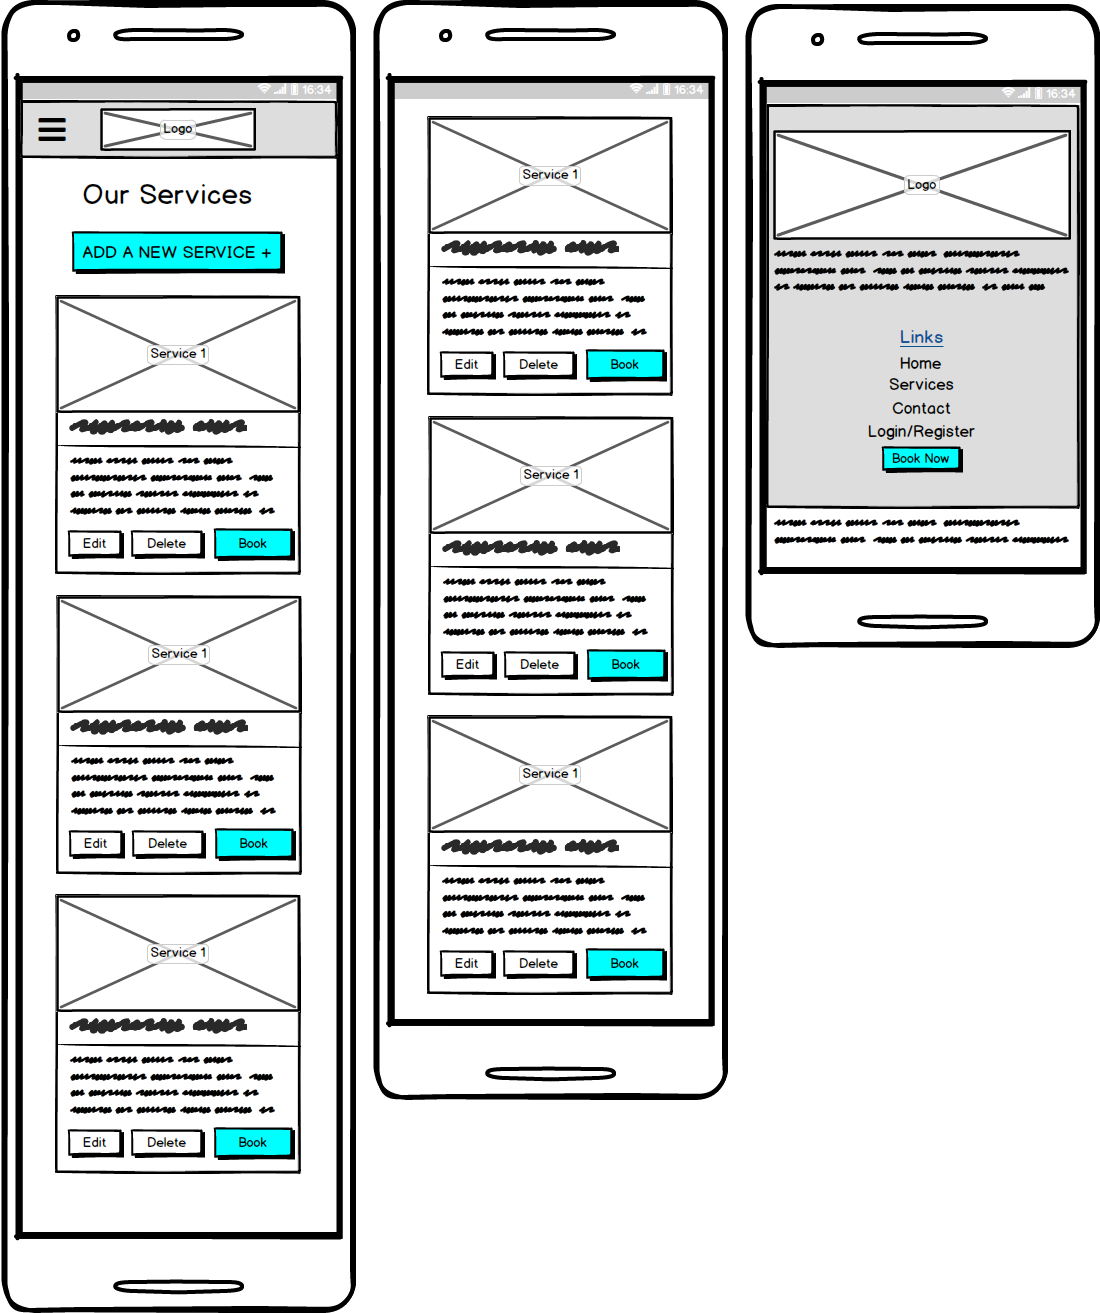 16:34
Logo
Our Services
ADD A NEW SERVICE +
Service 1
Edit Delete Book
Service 1
Edit Delete Book
Service 1
Edit Delete Book
16:34
Service 1
Edit Delete Book
Service 1
Edit Delete Book
Service 1
Edit Delete Book
16:34
Logo
Links
Home
Services
Contact
Login/Register
Book Now